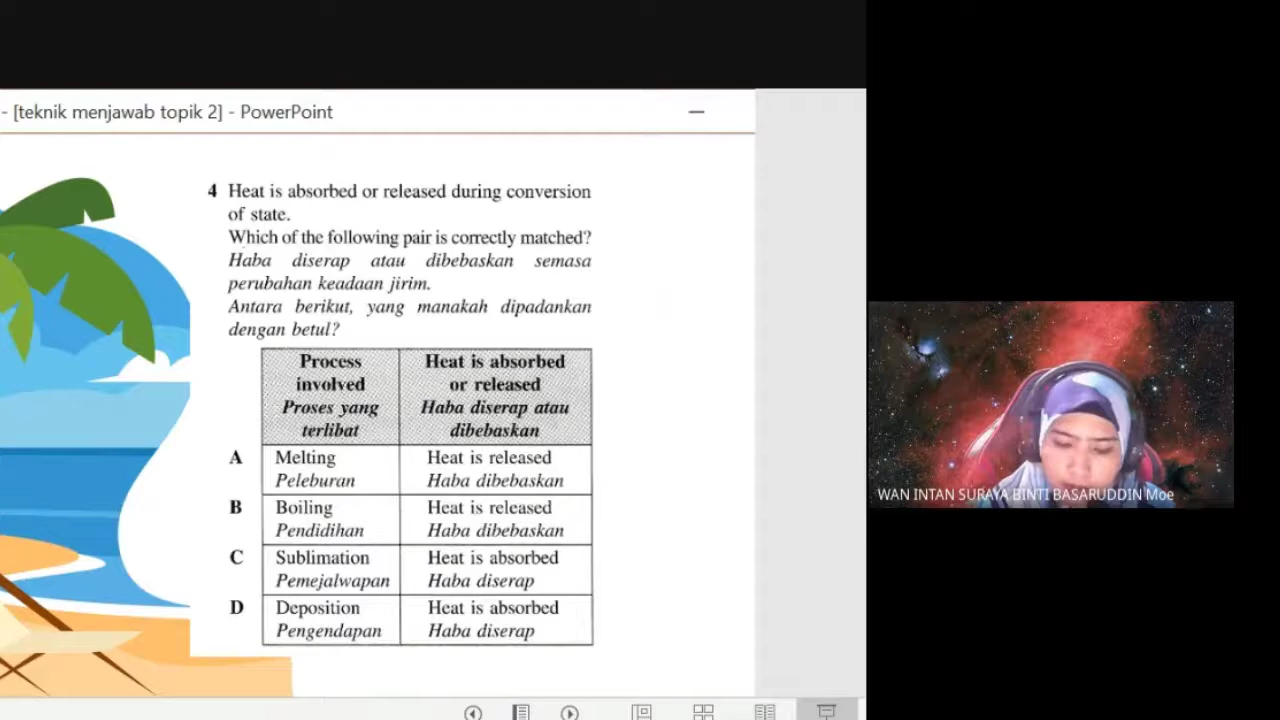 - [teknik menjawab topik 2] - PowerPoint
4 Heat is absorbed or released during conversion
of state.
Which of the following pair is correctly matched?
Haba diserap atau dibebaskan semasa
perubahan keadaan jirim.
Antara berikut, yang manakah dipadankan
dengan betul?
Process involved Proses yang terlibat
Heat is absorbed or released Haba diserap atau dibebaskan
A Melting Heat is released
Peleburan Haba dibebaskan
B Boiling Heat is released
Pendidihan Haba dibebaskan
C Sublimation Heat is absorbed
Pemejalwapan Haba diserap
D Deposition Heat is absorbed
Pengendapan Haba diserap
WAN INTAN SURAYA BINTI BASARUDDIN Moe